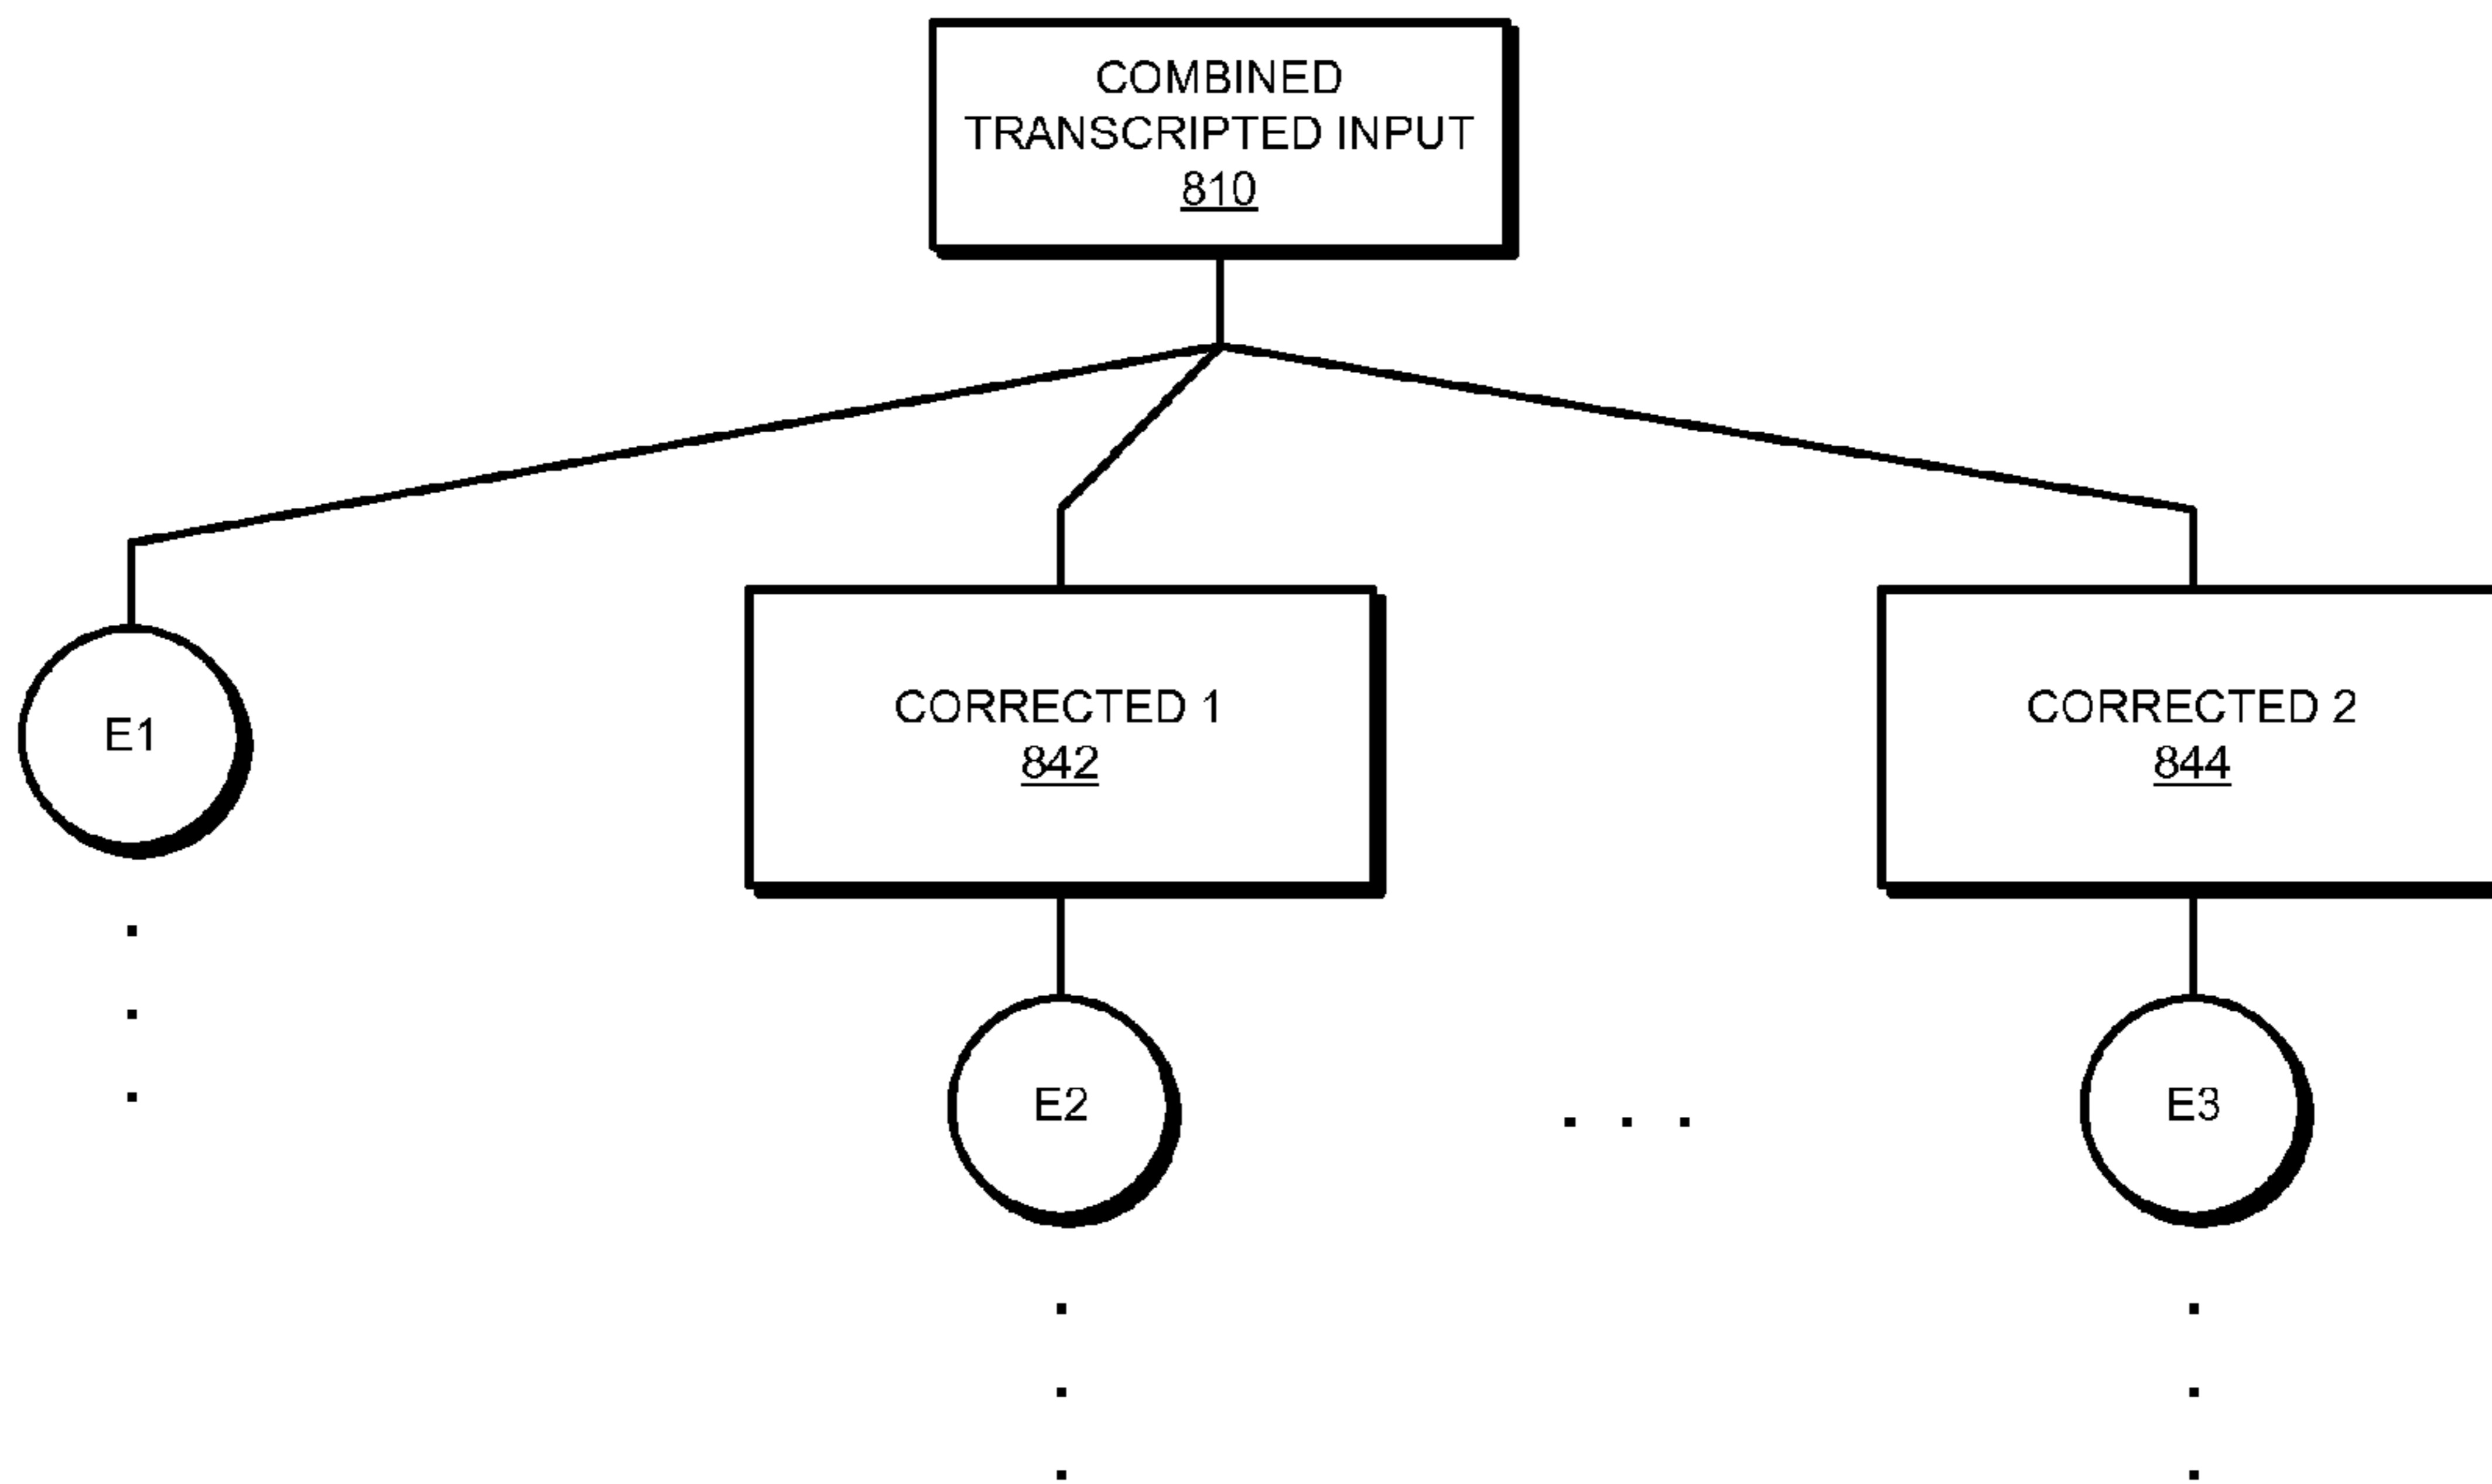 COMBINED
TRANSCRIPTED INPUT
810
E1
CORRECTED 1
842
CORRECTED 2
844
E2
. . .
E3